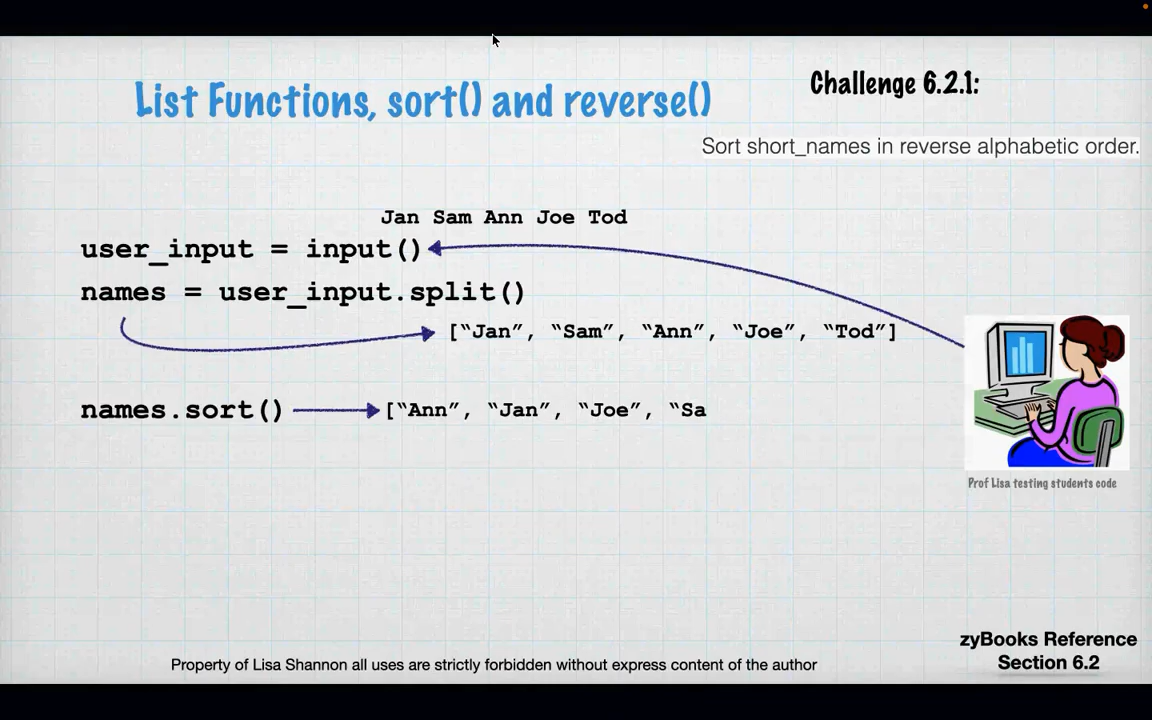 List Functions, sort() and reverse()
Challenge 6.2.1:
Sort short_names in reverse alphabetic order.
Jan Sam Ann Joe Tod
user_input = input()
names = user_input.split()
[“Jan”, “Sam”, “Ann”, “Joe”, “Tod”]
names.sort()
[“Ann”, “Jan”, “Joe”, “Sa
Prof Lisa testing students code
zyBooks Reference
Section 6.2
Property of Lisa Shannon all uses are strictly forbidden without express content of the author